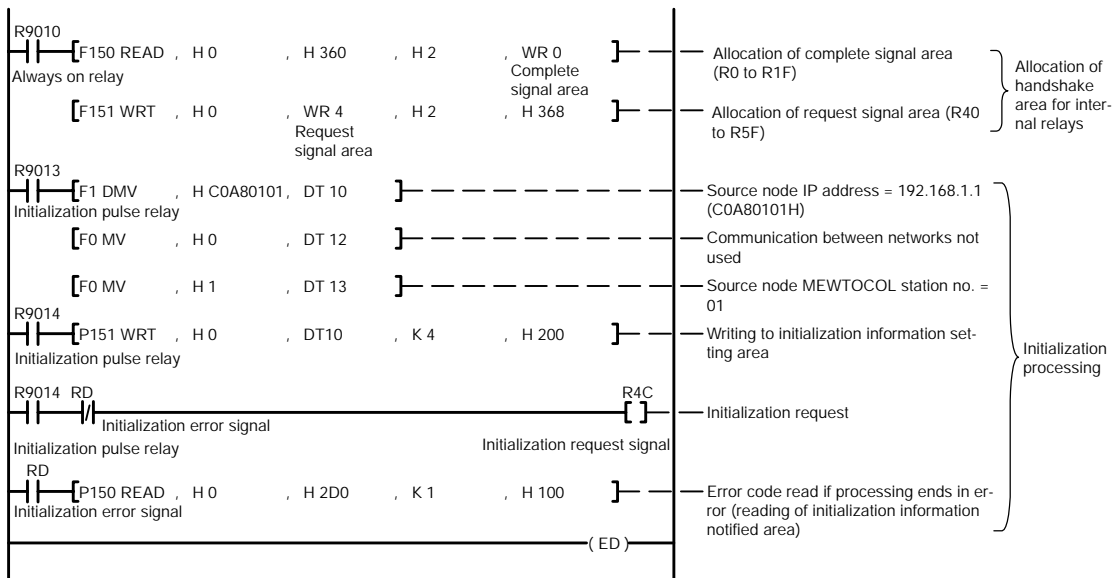 R9010
[F150 READ , H 0 , H 360 , H 2 , WR 0 ]
Always on relay
Complete
signal area
Allocation of complete signal area
(R0 to R1F)
[F151 WRT , H 0 , WR 4 , H 2 , H 368 ]
Request
signal area
Allocation of request signal area (R40
to R5F)
Allocation of
handshake
area for inter-
nal relays
R9013
[F1 DMV , H C0A80101, DT 10 ]
Initialization pulse relay
Source node IP address = 192.168.1.1
(C0A80101H)
[F0 MV , H 0 , DT 12 ]
Communication between networks not
used
[F0 MV , H 1 , DT 13 ]
Source node MEWTOCOL station no. =
01
R9014
[P151 WRT , H 0 , DT10 , K 4 , H 200 ]
Initialization pulse relay
Writing to initialization information set-
ting area
R9014 RD R4C
Initialization error signal
Initialization pulse relay
Initialization request signal
Initialization request
RD
[P150 READ , H 0 , H 2D0 , K 1 , H 100 ]
Initialization error signal
Error code read if processing ends in er-
ror (reading of initialization information
notified area)
Initialization
processing
( ED )